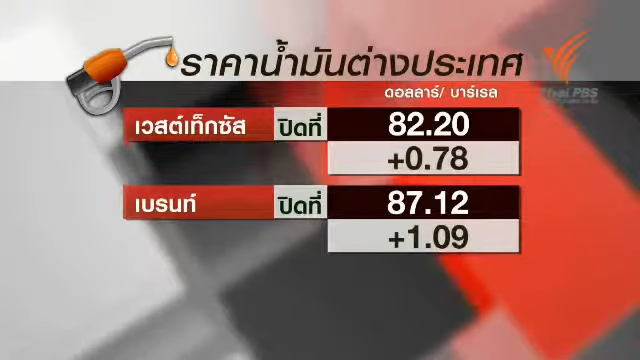 ราคาน้ำมันต่างประเทศ
ดอลลาร์/ บาร์เรล
Thai PBS
เวสต์เท็กซัส ปิดที่ 82.20
+0.78
เบรนท์ ปิดที่ 87.12
+1.09